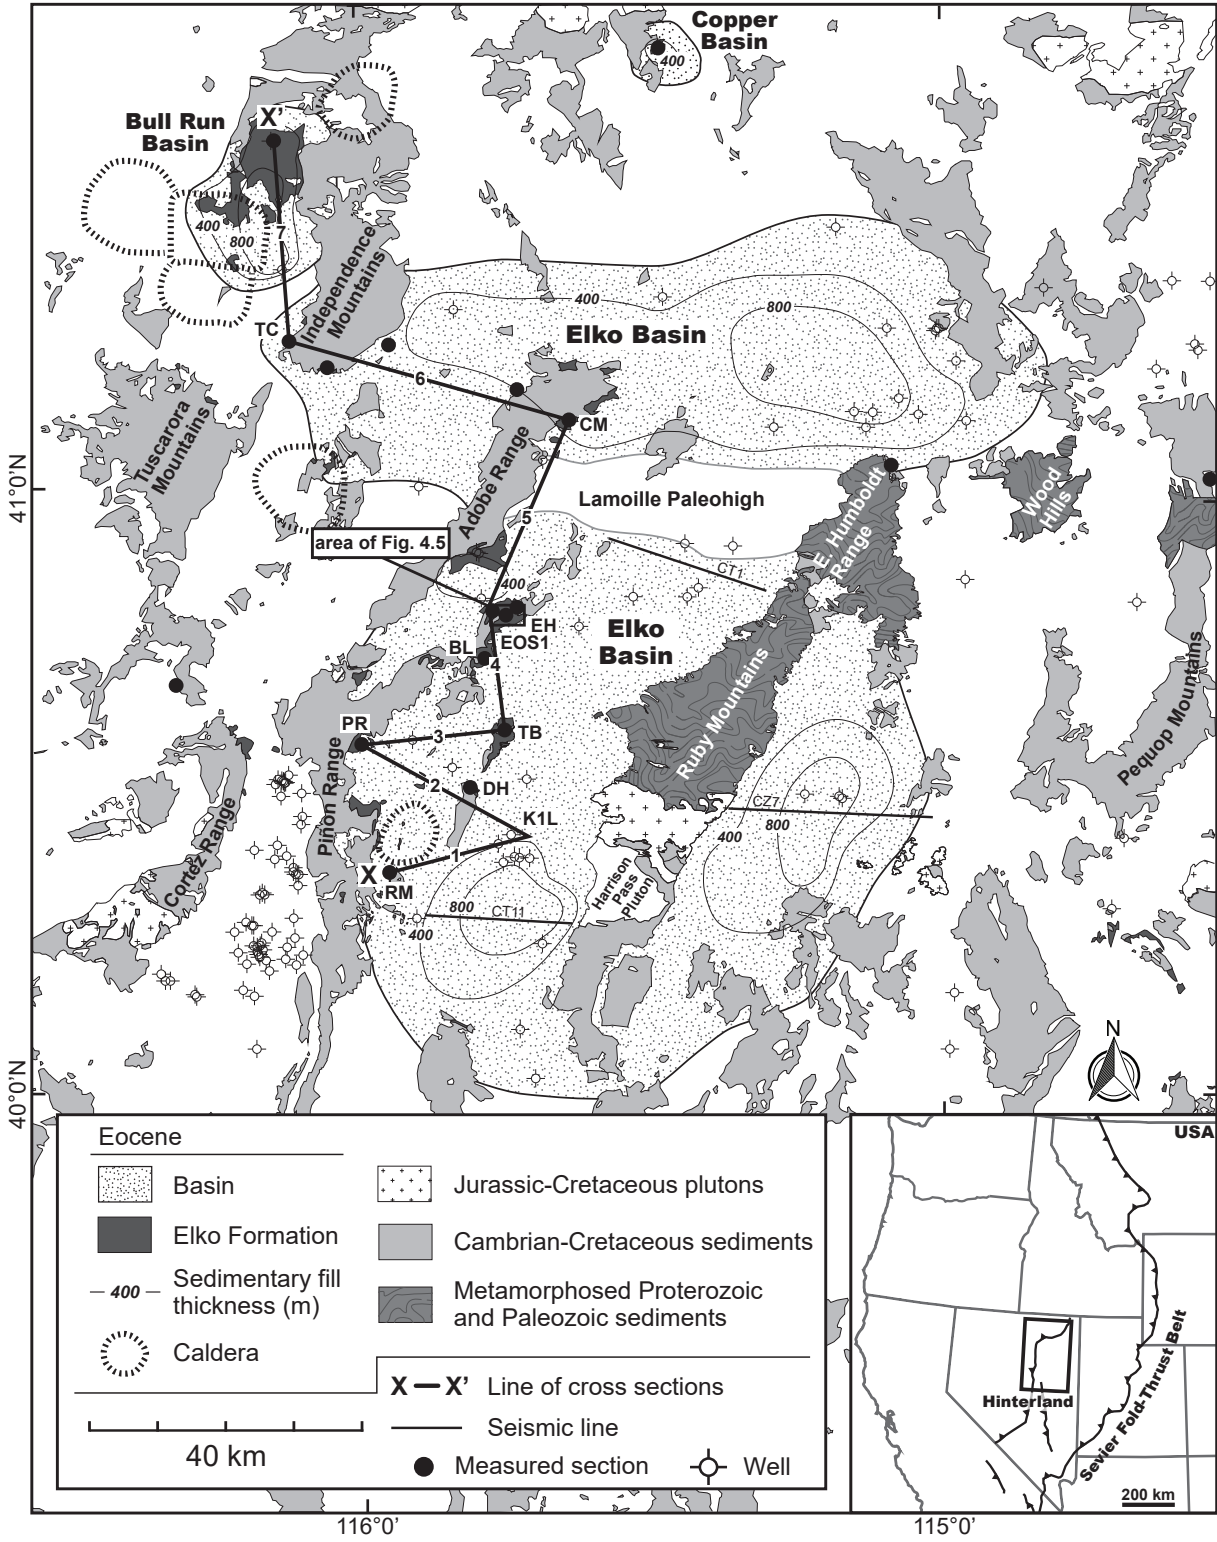 Copper
Basin
400
Bull Run
Basin
X'
400
800
7
Independence
Mountains
400
800
Elko Basin
TC
6
CM
Tuscarora
Mountains
Adobe Range
41°0'N
Lamoille Paleohigh
5
E. Humboldt
Range
Wood
Hills
area of Fig. 4.5
CT1
400
EH
EOS1
Elko
Basin
BL
4
Ruby Mountains
Pequop Mountains
PR
3
TB
Piñon Range
2
DH
K1L
CZ7
400
800
Cortez Range
1
X
RM
Harrison
Pass
Pluton
800
CT11
400
N
40°0'N
Eocene
Basin
Elko Formation
400
Sedimentary fill
thickness (m)
Caldera
40 km
Jurassic-Cretaceous plutons
Cambrian-Cretaceous sediments
Metamorphosed Proterozoic
and Paleozoic sediments
X — X' Line of cross sections
Seismic line
Measured section
Well
USA
Hinterland
Sevier Fold-Thrust Belt
200 km
116°0'
115°0'